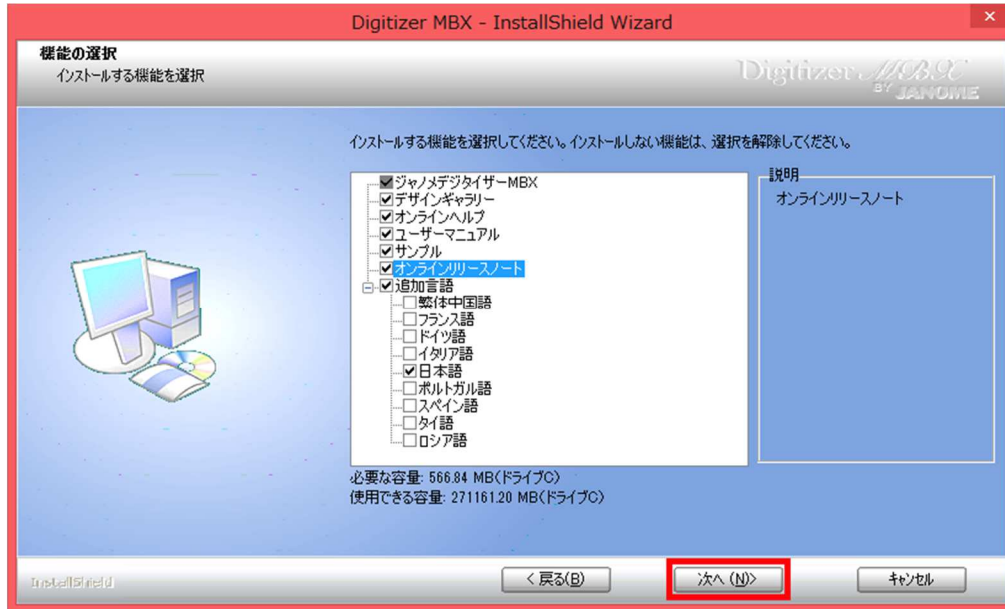 Digitizer MBX - InstallShield Wizard
機能の選択
インストールする機能を選択
Digitizer MBX
BY JANOME
インストールする機能を選択してください。インストールしない機能は、選択を解除してください。
ジャノメデジタイザーMBX
デザインギャラリー
オンラインヘルプ
ユーザーマニュアル
サンプル
オンラインリリースノート
追加言語
繁体中国語
フランス語
ドイツ語
イタリア語
日本語
ポルトガル語
スペイン語
タイ語
ロシア語
説明
オンラインリリースノート
必要な容量: 566.84 MB(ドライブC)
使用できる容量: 271161.20 MB(ドライブC)
InstallShield
< 戻る(B)
次へ (N)>
キャンセル